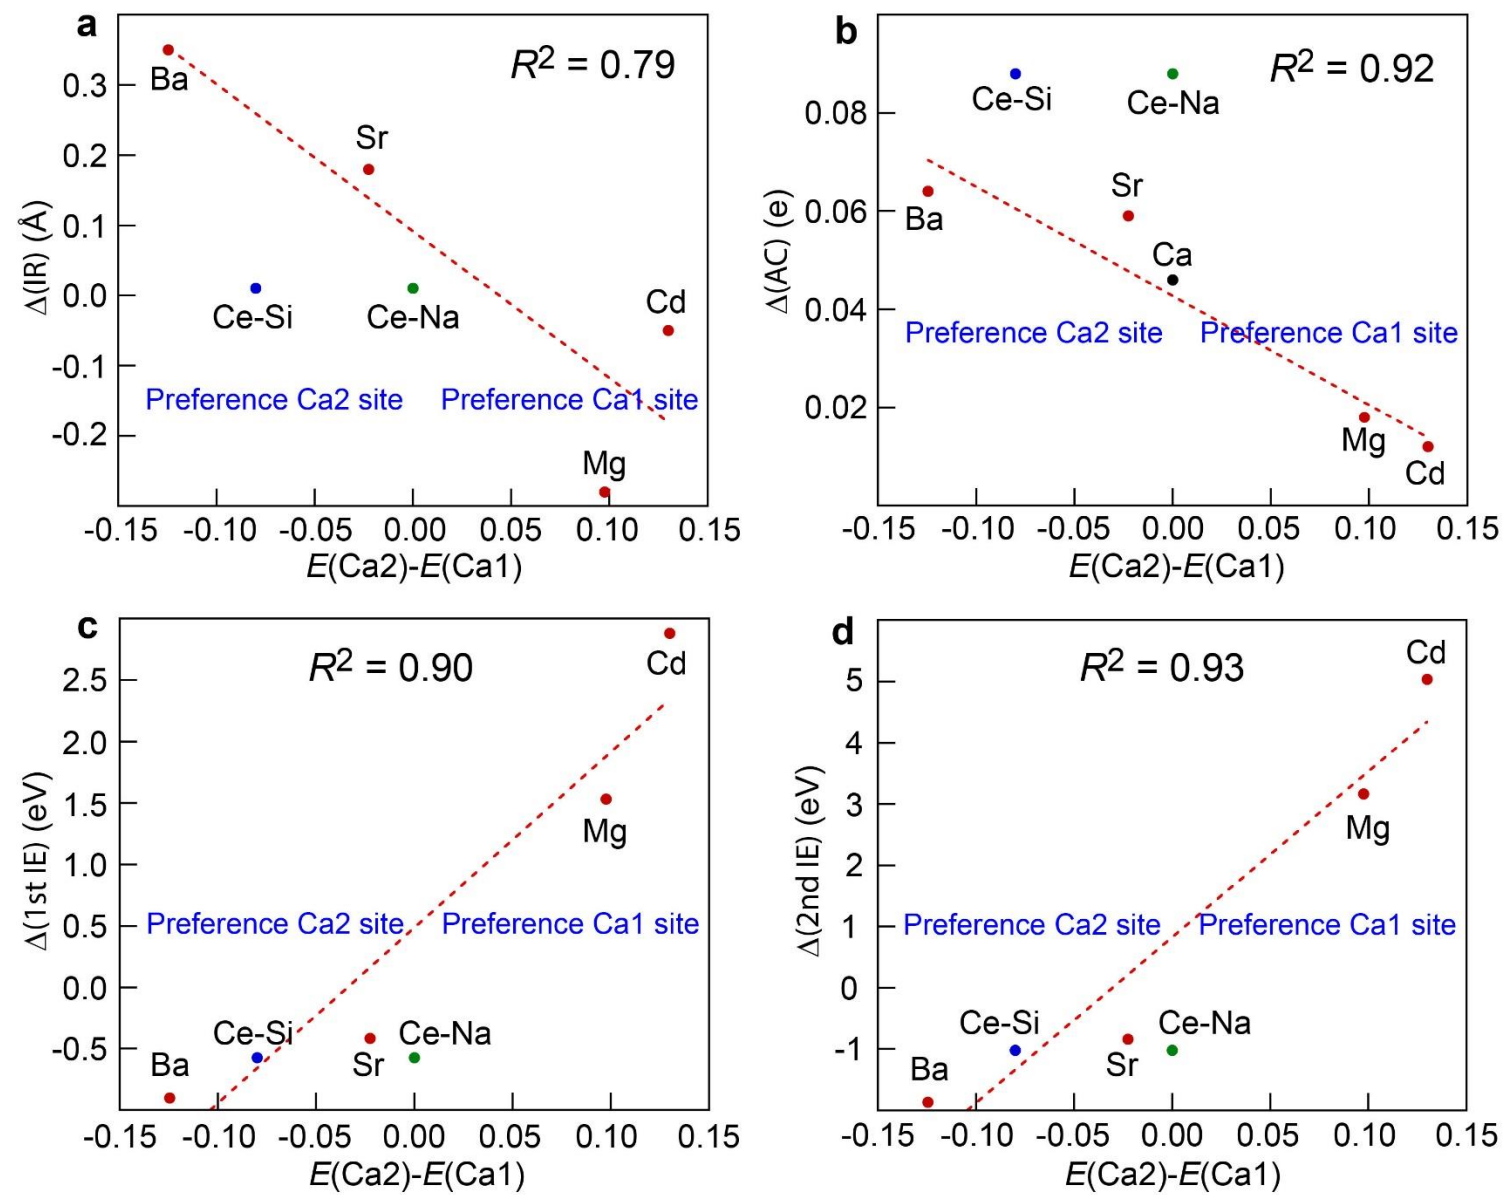 a
R² = 0.79
Ba
Sr
Ce-Si
Ce-Na
Cd
Mg
Preference Ca2 site
Preference Ca1 site
0.3
0.2
0.1
0.0
-0.1
-0.2
Δ(IR) (Å)
-0.15 -0.10 -0.05 0.00 0.05 0.10 0.15
E(Ca2)-E(Ca1)
b
R² = 0.92
Ce-Si
Ce-Na
Ba
Sr
Ca
Mg
Cd
Preference Ca2 site
Preference Ca1 site
0.08
0.06
0.04
0.02
Δ(AC) (e)
-0.15 -0.10 -0.05 0.00 0.05 0.10 0.15
E(Ca2)-E(Ca1)
c
R² = 0.90
Cd
Mg
Preference Ca2 site
Preference Ca1 site
Ce-Si
Ce-Na
Ba
Sr
2.5
2.0
1.5
1.0
0.5
0.0
-0.5
Δ(1st IE) (eV)
-0.15 -0.10 -0.05 0.00 0.05 0.10 0.15
E(Ca2)-E(Ca1)
d
R² = 0.93
Cd
Mg
Preference Ca2 site
Preference Ca1 site
Ce-Si
Ce-Na
Ba
Sr
5
4
3
2
1
0
-1
Δ(2nd IE) (eV)
-0.15 -0.10 -0.05 0.00 0.05 0.10 0.15
E(Ca2)-E(Ca1)